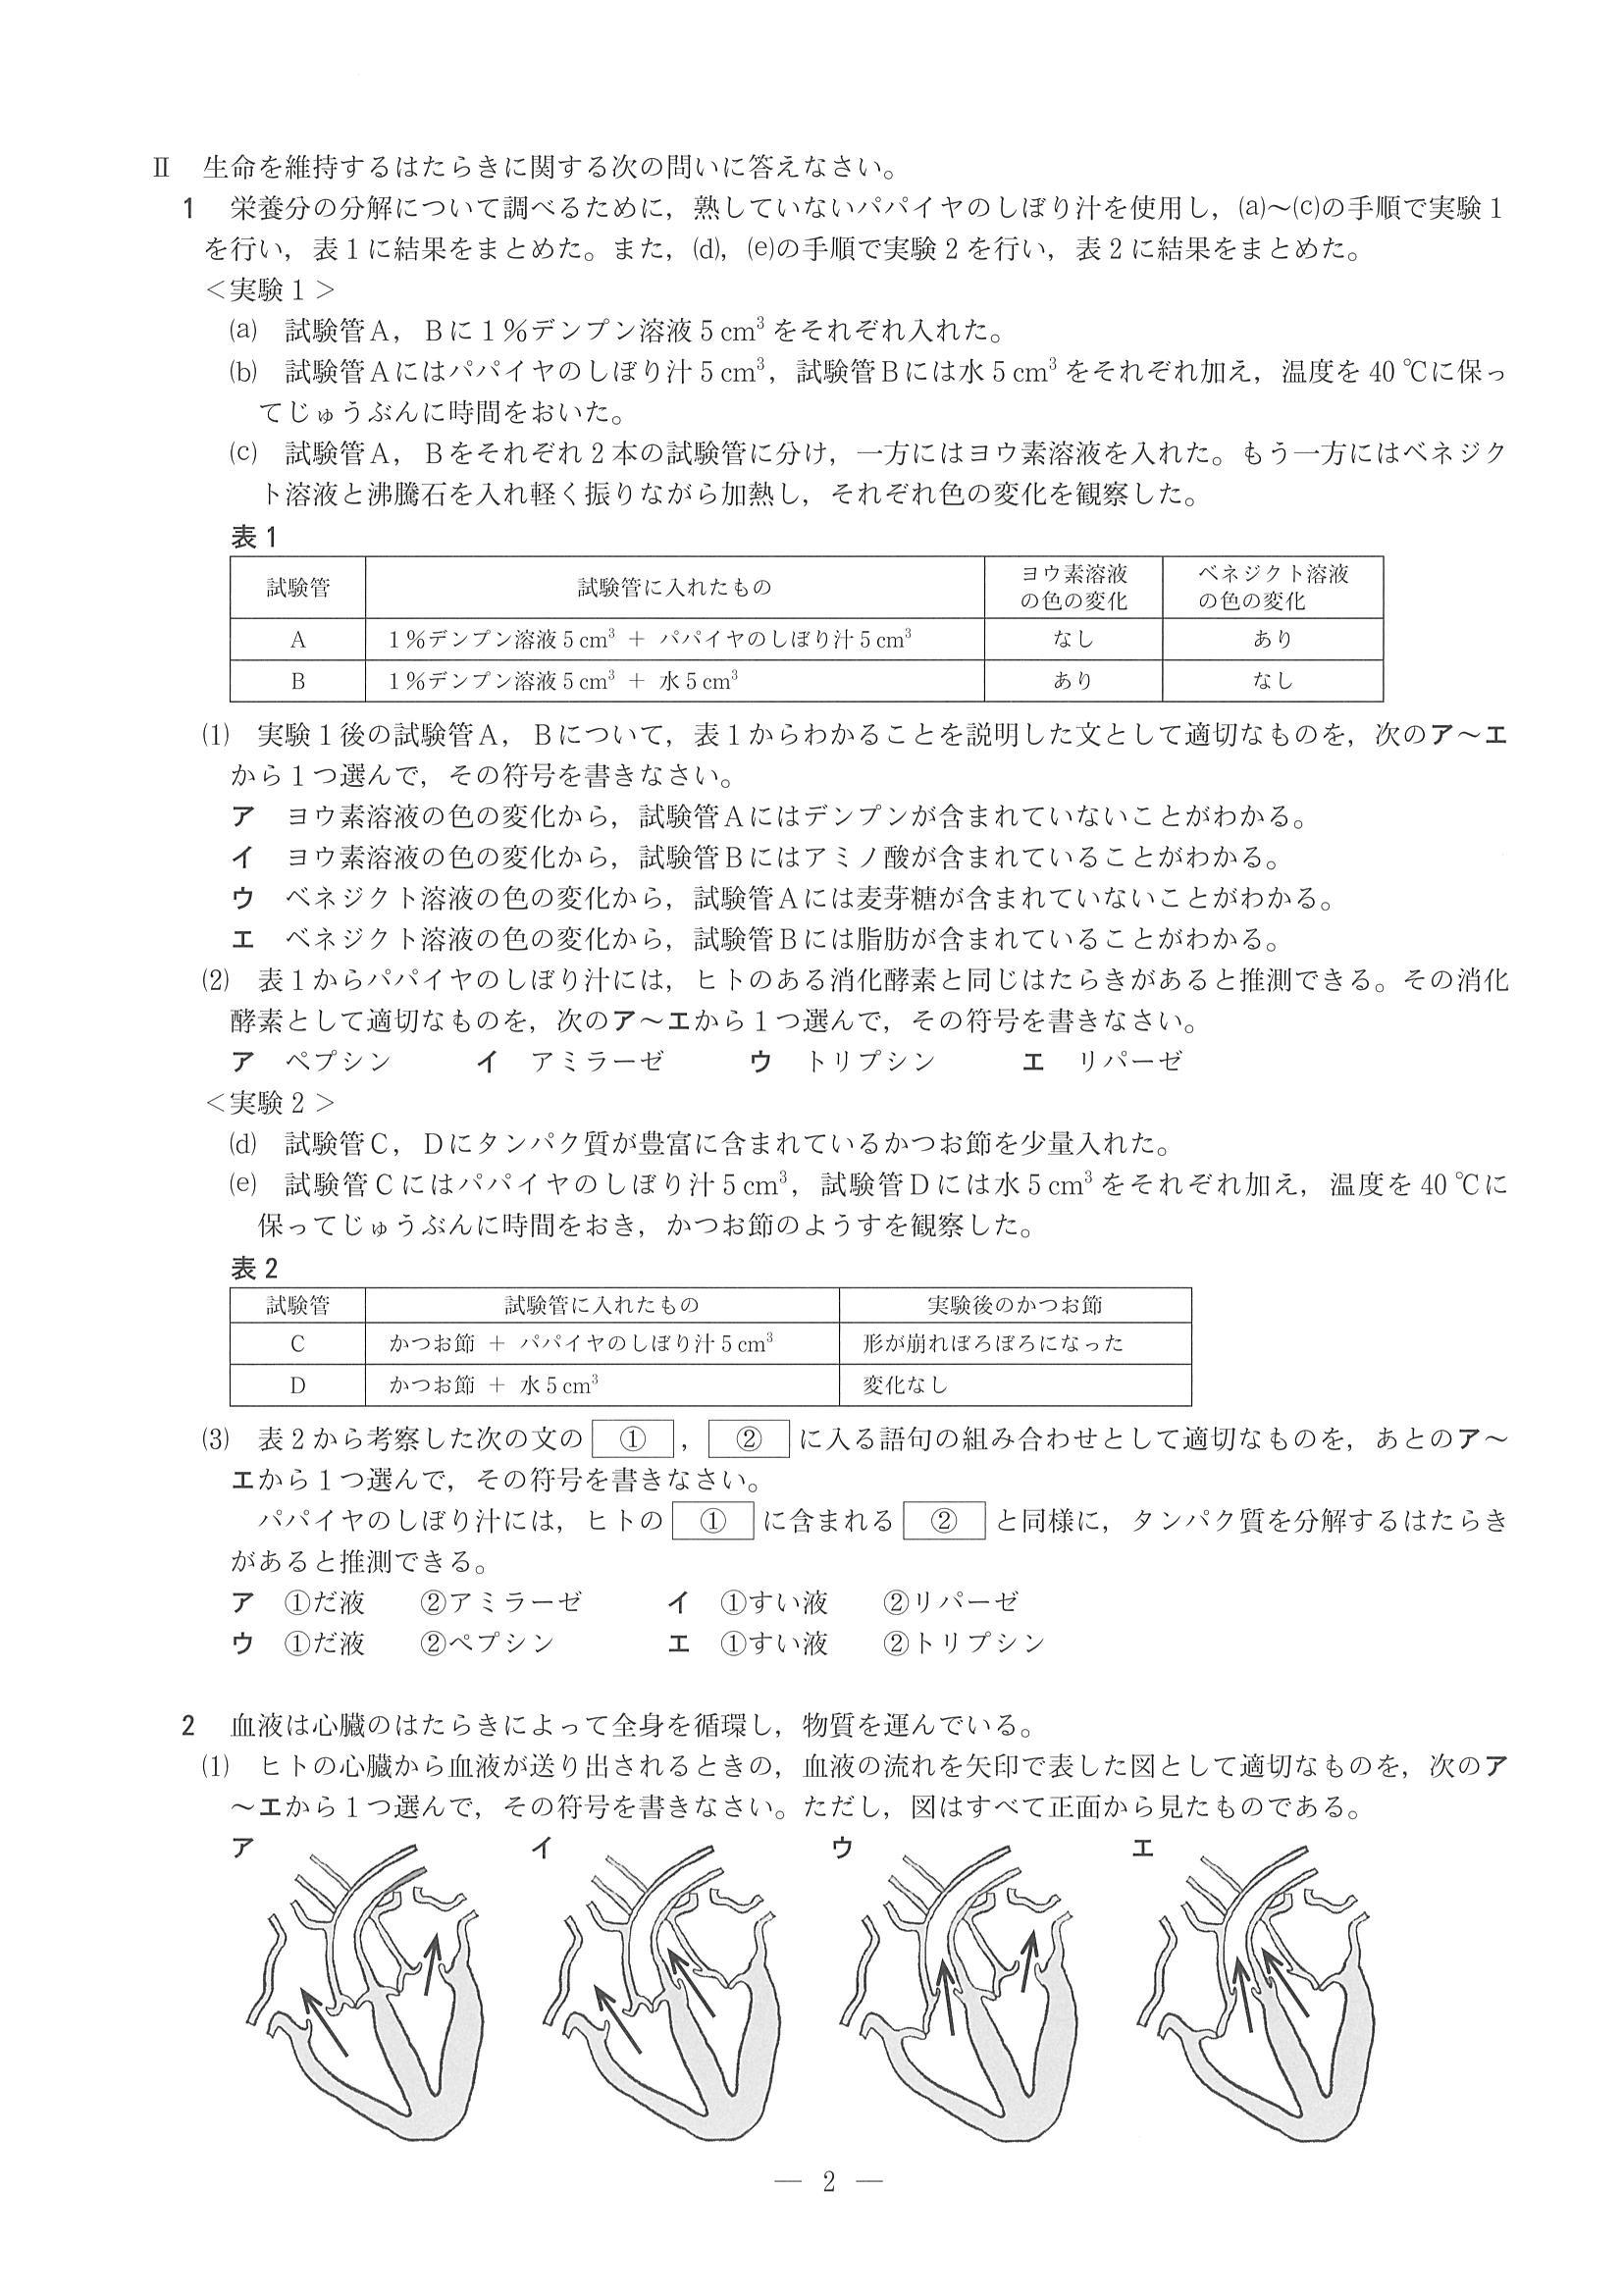 Ⅱ　生命を維持するはたらきに関する次の問いに答えなさい。
1　栄養分の分解について調べるために，熟していないパパイヤのしぼり汁を使用し，(a)～(c)の手順で実験１
を行い，表１に結果をまとめた。また，(d)，(e)の手順で実験２を行い，表２に結果をまとめた。
＜実験１＞
(a)　試験管Ａ，Ｂに１％デンプン溶液５cm³をそれぞれ入れた。
(b)　試験管Ａにはパパイヤのしぼり汁５cm³，試験管Ｂには水５cm³をそれぞれ加え，温度を40℃に保っ
てじゅうぶんに時間をおいた。
(c)　試験管Ａ，Ｂをそれぞれ２本の試験管に分け，一方にはヨウ素溶液を入れた。もう一方にはベネジク
ト溶液と沸騰石を入れ軽く振りながら加熱し，それぞれ色の変化を観察した。
表1
試験管　試験管に入れたもの　ヨウ素溶液の色の変化　ベネジクト溶液の色の変化
Ａ　１％デンプン溶液５cm³ ＋ パパイヤのしぼり汁５cm³　なし　あり
Ｂ　１％デンプン溶液５cm³ ＋ 水５cm³　あり　なし
(1)　実験１後の試験管Ａ，Ｂについて，表１からわかることを説明した文として適切なものを，次のア～エ
から１つ選んで，その符号を書きなさい。
ア　ヨウ素溶液の色の変化から，試験管Ａにはデンプンが含まれていないことがわかる。
イ　ヨウ素溶液の色の変化から，試験管Ｂにはアミノ酸が含まれていることがわかる。
ウ　ベネジクト溶液の色の変化から，試験管Ａには麦芽糖が含まれていないことがわかる。
エ　ベネジクト溶液の色の変化から，試験管Ｂには脂肪が含まれていることがわかる。
(2)　表１からパパイヤのしぼり汁には，ヒトのある消化酵素と同じはたらきがあると推測できる。その消化
酵素として適切なものを，次のア～エから１つ選んで，その符号を書きなさい。
ア　ペプシン　イ　アミラーゼ　ウ　トリプシン　エ　リパーゼ
＜実験２＞
(d)　試験管Ｃ，Ｄにタンパク質が豊富に含まれているかつお節を少量入れた。
(e)　試験管Ｃにはパパイヤのしぼり汁５cm³，試験管Ｄには水５cm³をそれぞれ加え，温度を40℃に
保ってじゅうぶんに時間をおき，かつお節のようすを観察した。
表2
試験管　試験管に入れたもの　実験後のかつお節
Ｃ　かつお節 ＋ パパイヤのしぼり汁５cm³　形が崩れぼろぼろになった
Ｄ　かつお節 ＋ 水５cm³　変化なし
(3)　表２から考察した次の文の ① ， ② に入る語句の組み合わせとして適切なものを，あとのア～
エから１つ選んで，その符号を書きなさい。
パパイヤのしぼり汁には，ヒトの ① に含まれる ② と同様に，タンパク質を分解するはたらき
があると推測できる。
ア　①だ液　②アミラーゼ　イ　①すい液　②リパーゼ
ウ　①だ液　②ペプシン　エ　①すい液　②トリプシン
2　血液は心臓のはたらきによって全身を循環し，物質を運んでいる。
(1)　ヒトの心臓から血液が送り出されるときの，血液の流れを矢印で表した図として適切なものを，次のア
～エから１つ選んで，その符号を書きなさい。ただし，図はすべて正面から見たものである。
ア　イ　ウ　エ
― 2 ―